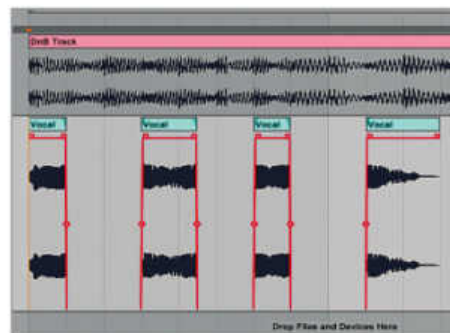 DnB Track
Vocal Vocal Vocal Vocal
Drop Files and Devices Here